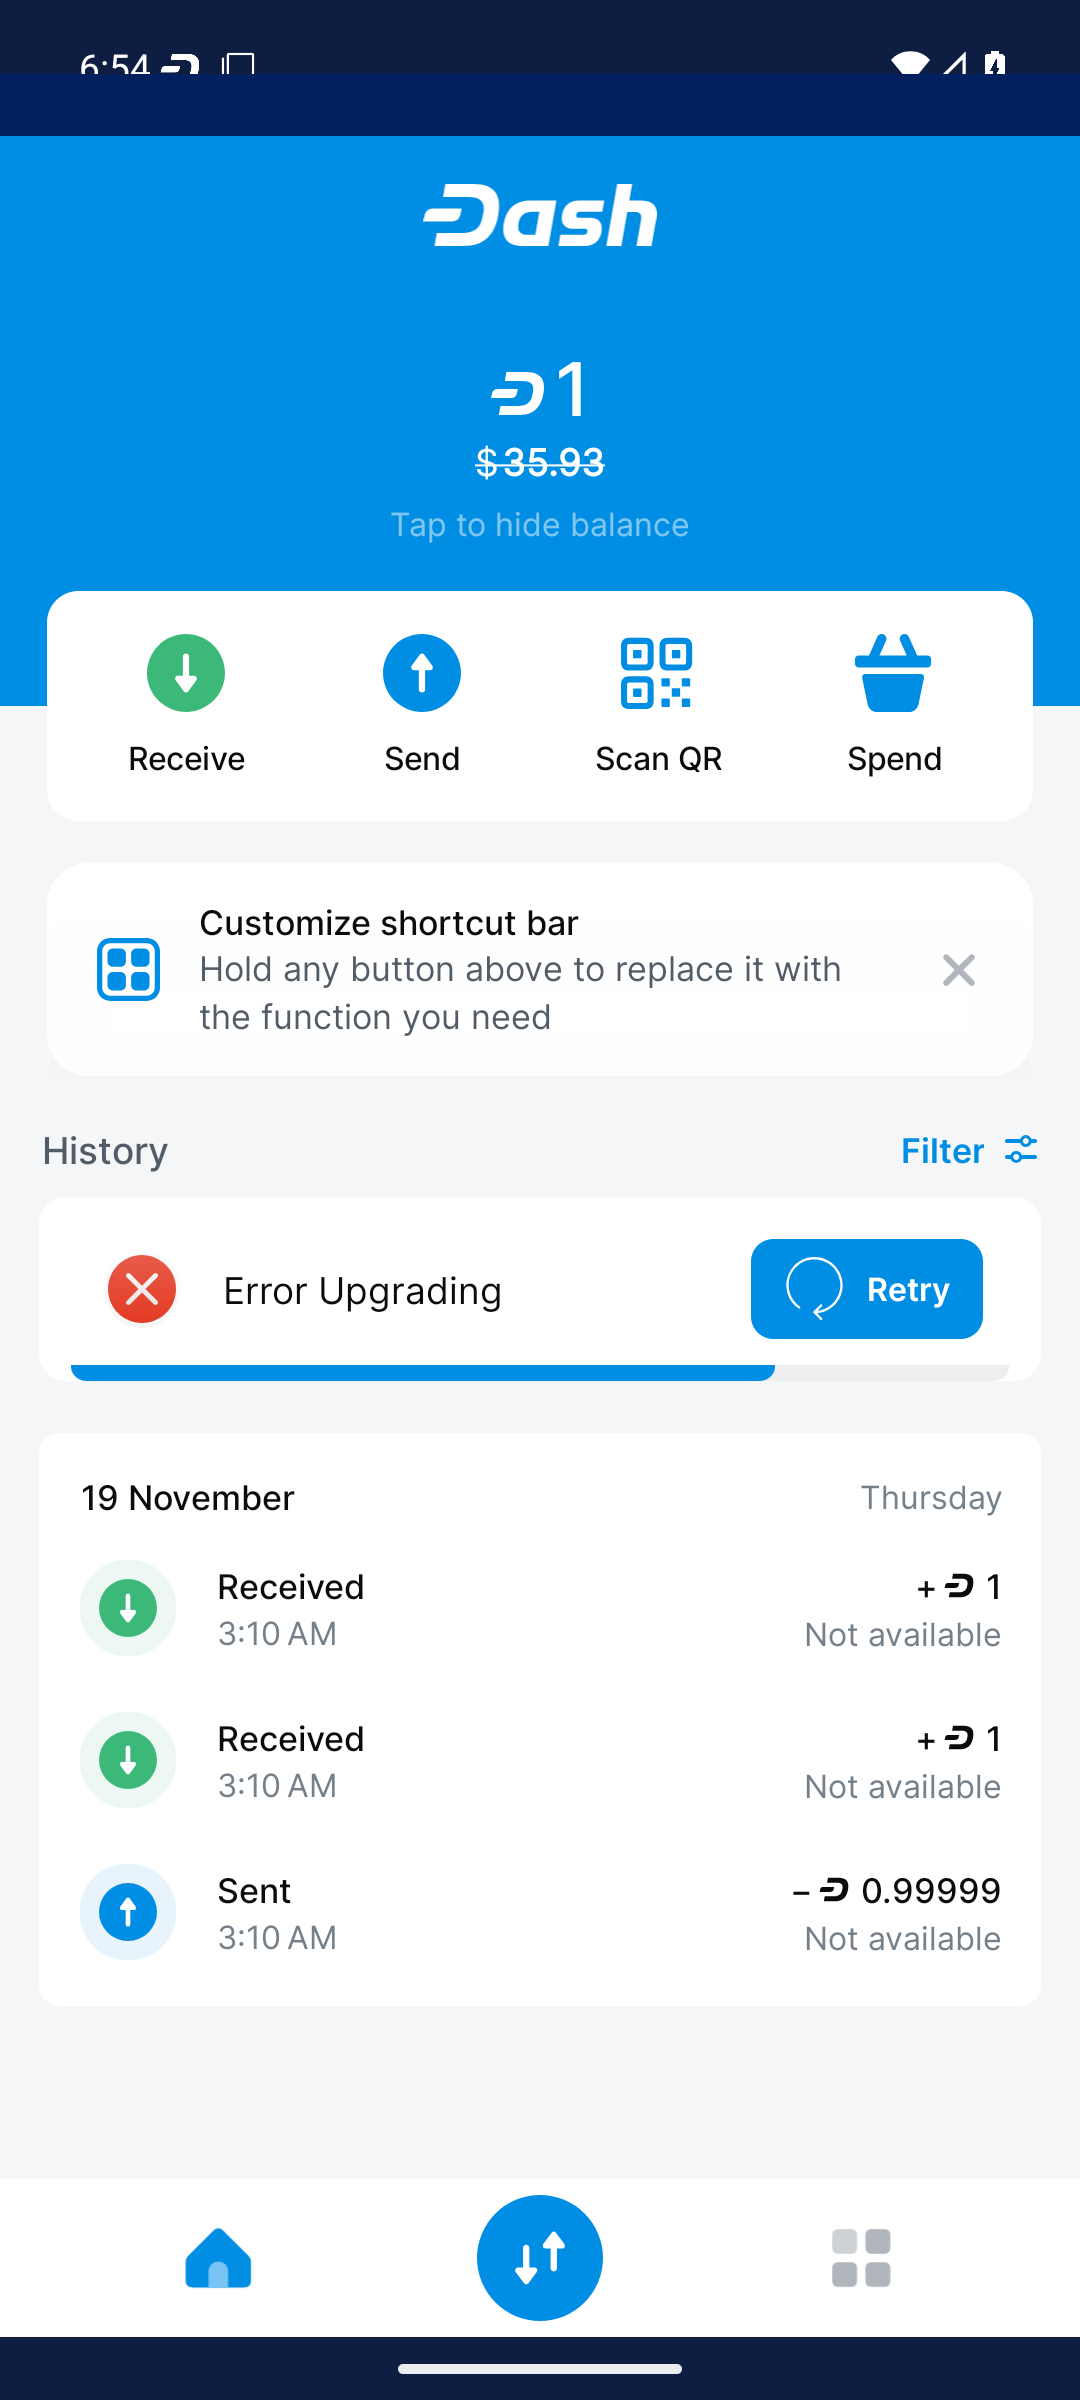 6:54
Dash
1
$35.93
Tap to hide balance
Receive
Send
Scan QR
Spend
Customize shortcut bar
Hold any button above to replace it with
the function you need
History
Filter
Error Upgrading
Retry
19 November
Thursday
Received
+ 1
3:10 AM
Not available
Received
+ 1
3:10 AM
Not available
Sent
– 0.99999
3:10 AM
Not available